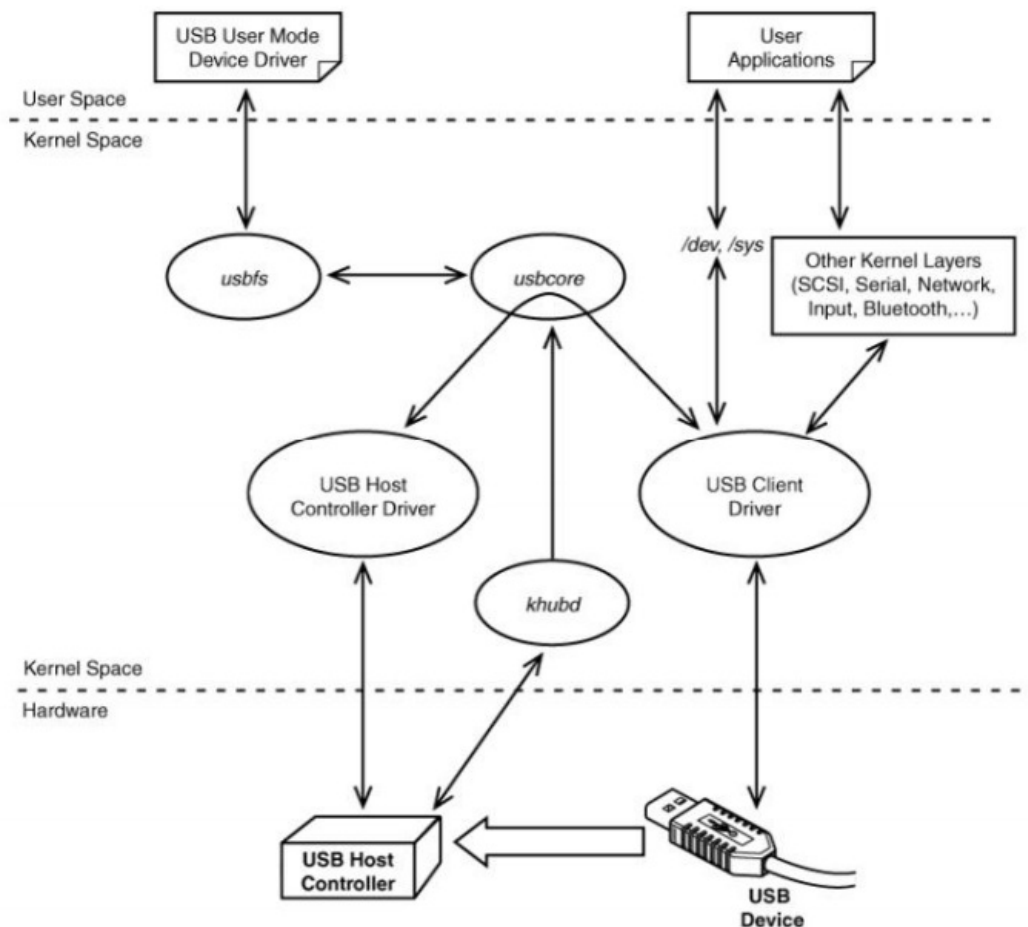 USB User Mode
Device Driver
User
Applications
User Space
Kernel Space
usbfs
usbcore
/dev, /sys
Other Kernel Layers
(SCSI, Serial, Network,
Input, Bluetooth,...)
USB Host
Controller Driver
USB Client
Driver
khubd
Kernel Space
Hardware
USB Host
Controller
USB
Device